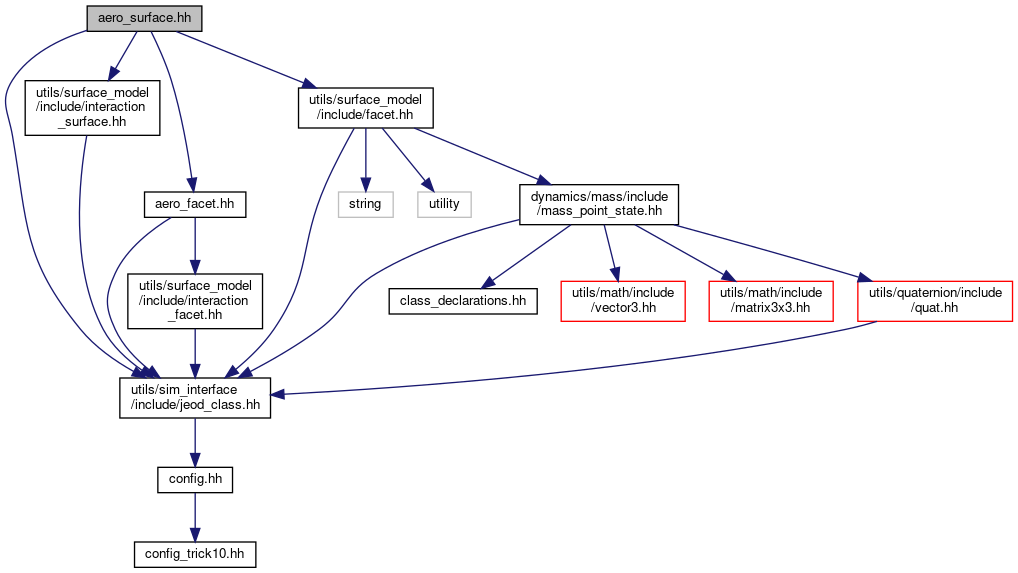 aero_surface.hh
utils/surface_model
/include/interaction
_surface.hh
utils/surface_model
/include/facet.hh
aero_facet.hh
string
utility
dynamics/mass/include
/mass_point_state.hh
utils/surface_model
/include/interaction
_facet.hh
class_declarations.hh
utils/math/include
/vector3.hh
utils/math/include
/matrix3x3.hh
utils/quaternion/include
/quat.hh
utils/sim_interface
/include/jeod_class.hh
config.hh
config_trick10.hh